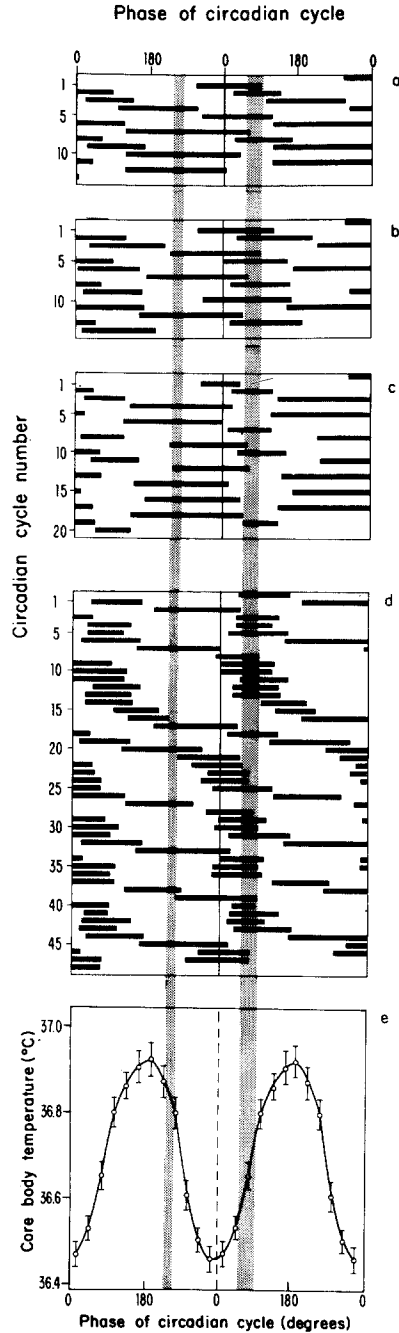 Phase of circadian cycle
0 180 0 180 0
a
1
5
10
b
1
5
10
c
1
5
10
15
20
Circadian cycle number
d
1
5
10
15
20
25
30
35
40
45
e
37.0
36.8
36.6
36.4
Core body temperature (°C)
0 180 0 180 0
Phase of circadian cycle (degrees)